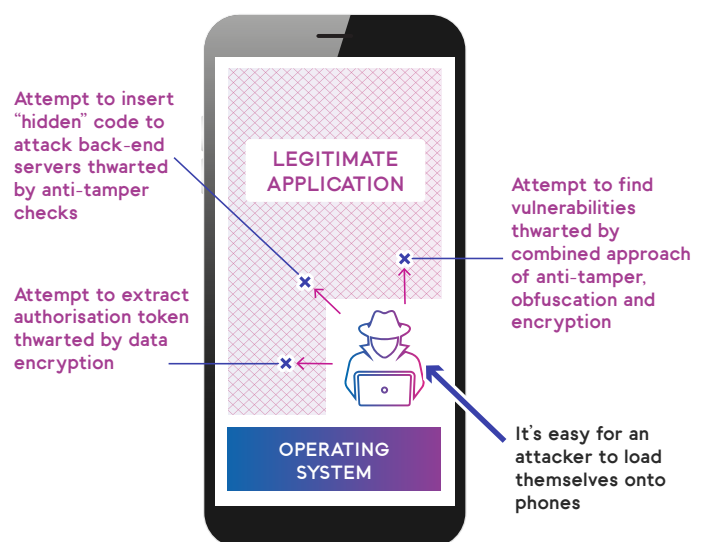 Attempt to insert
“hidden” code to
attack back-end
servers thwarted
by anti-tamper
checks
Attempt to extract
authorisation token
thwarted by data
encryption
LEGITIMATE
APPLICATION
OPERATING
SYSTEM
Attempt to find
vulnerabilities
thwarted by
combined approach
of anti-tamper,
obfuscation and
encryption
It’s easy for an
attacker to load
themselves onto
phones